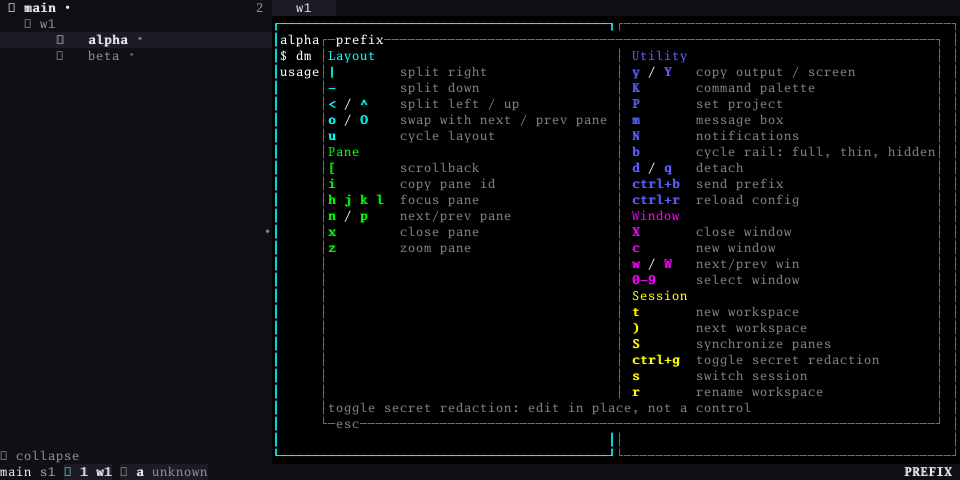 main • 2 w1
w1
alpha •
beta •
alpha prefix
$ dm Layout Utility
usage | split right y / Y copy output / screen
- split down K command palette
< / ^ split left / up P set project
o / O swap with next / prev pane m message box
u cycle layout N notifications
Pane b cycle rail: full, thin, hidden
[ scrollback d / q detach
i copy pane id ctrl+b send prefix
h j k l focus pane ctrl+r reload config
n / p next/prev pane Window
x close pane X close window
z zoom pane c new window
w / W next/prev win
0-9 select window
Session
t new workspace
) next workspace
S synchronize panes
ctrl+g toggle secret redaction
s switch session
r rename workspace
toggle secret redaction: edit in place, not a control
esc
collapse
main s1 1 w1 a unknown PREFIX